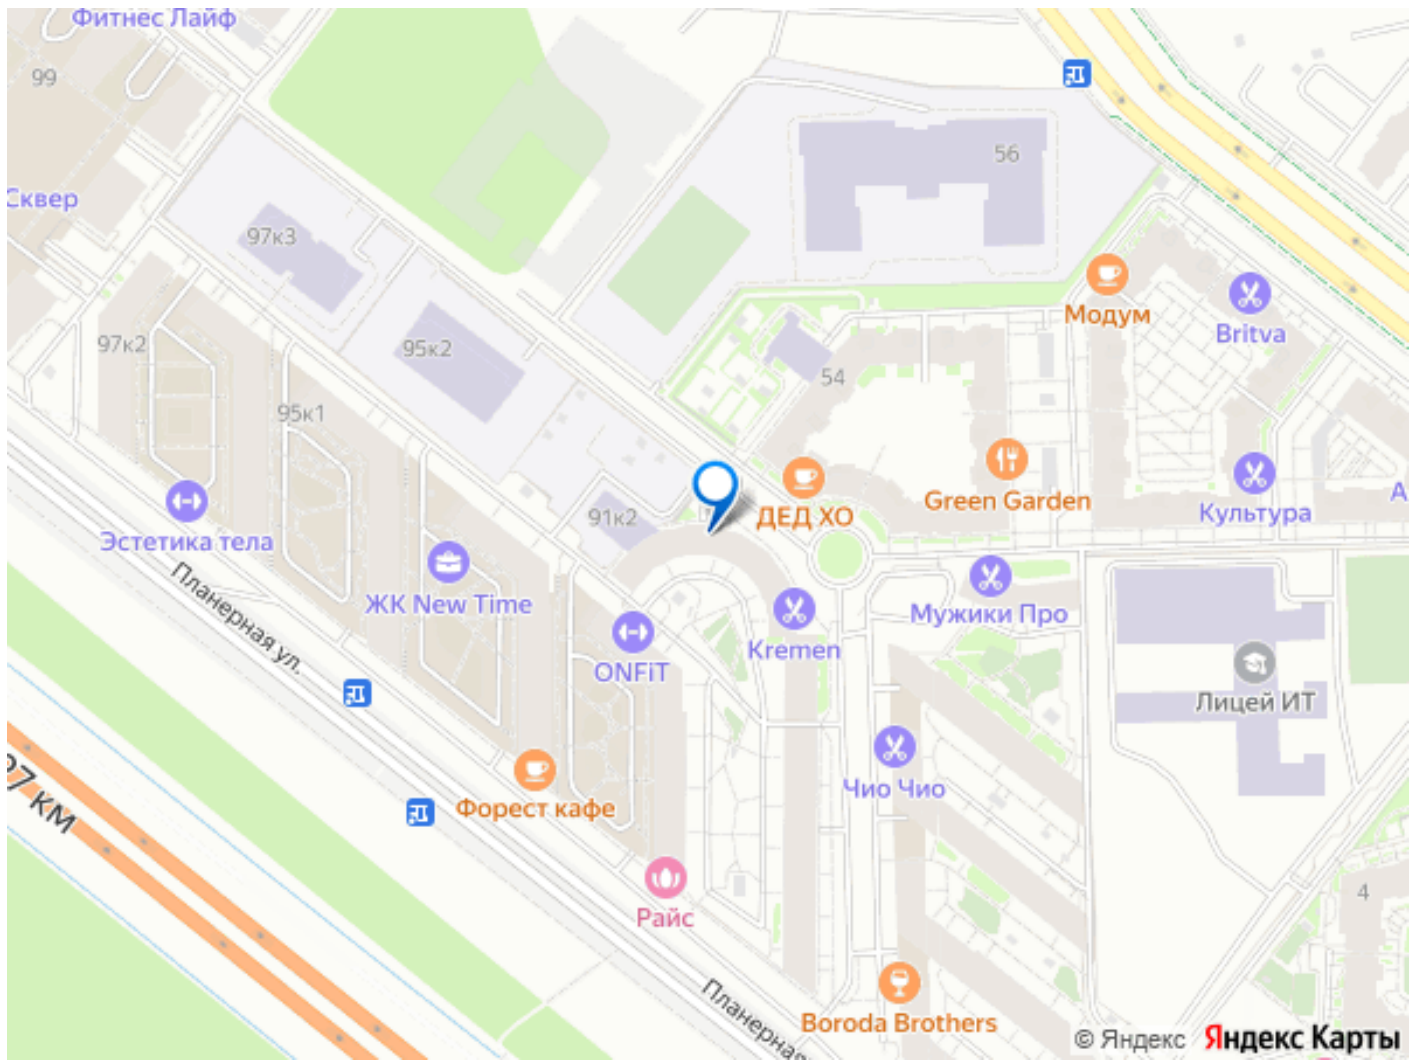 Фитнес Лайф
99
56
Сквер
97к3
Модум
Britva
97к2
95к2
54
95к1
Green Garden
Культура
А
91к2
ДЕД ХО
Эстетика тела
ЖК New Time
Мужики Про
Планерная ул.
Kremen
ONFiT
Лицей ИТ
Чио Чио
97 км
Форест кафе
4
Райс
Планерная
Boroda Brothers
© Яндекс Яндекс Карты